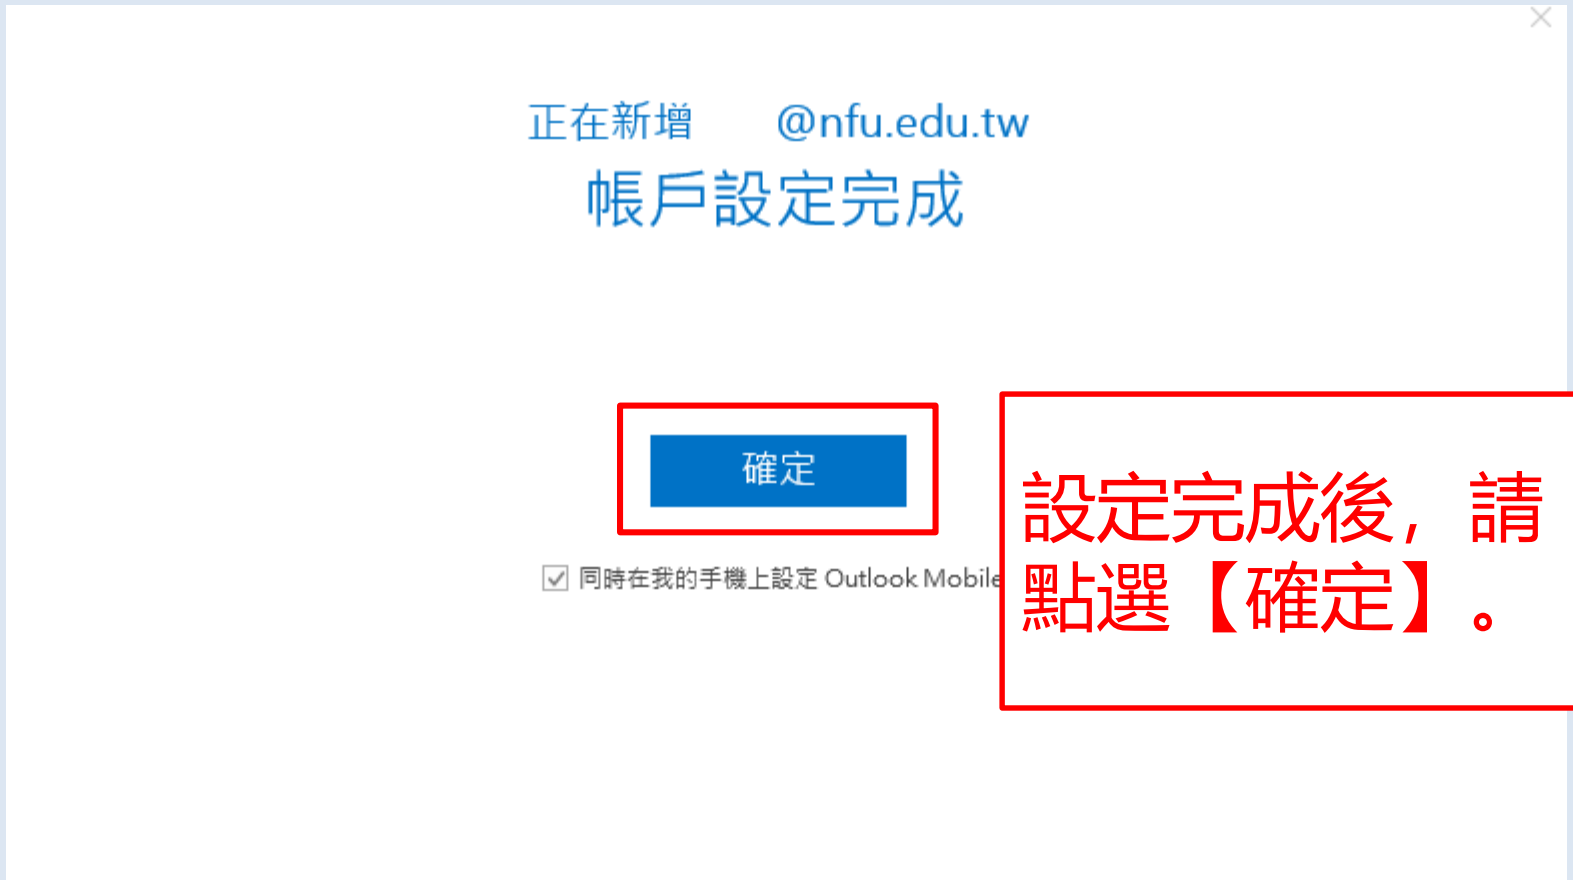 正在新增 @nfu.edu.tw
帳戶設定完成
確定
同時在我的手機上設定 Outlook Mobile
設定完成後，請
點選【確定】。